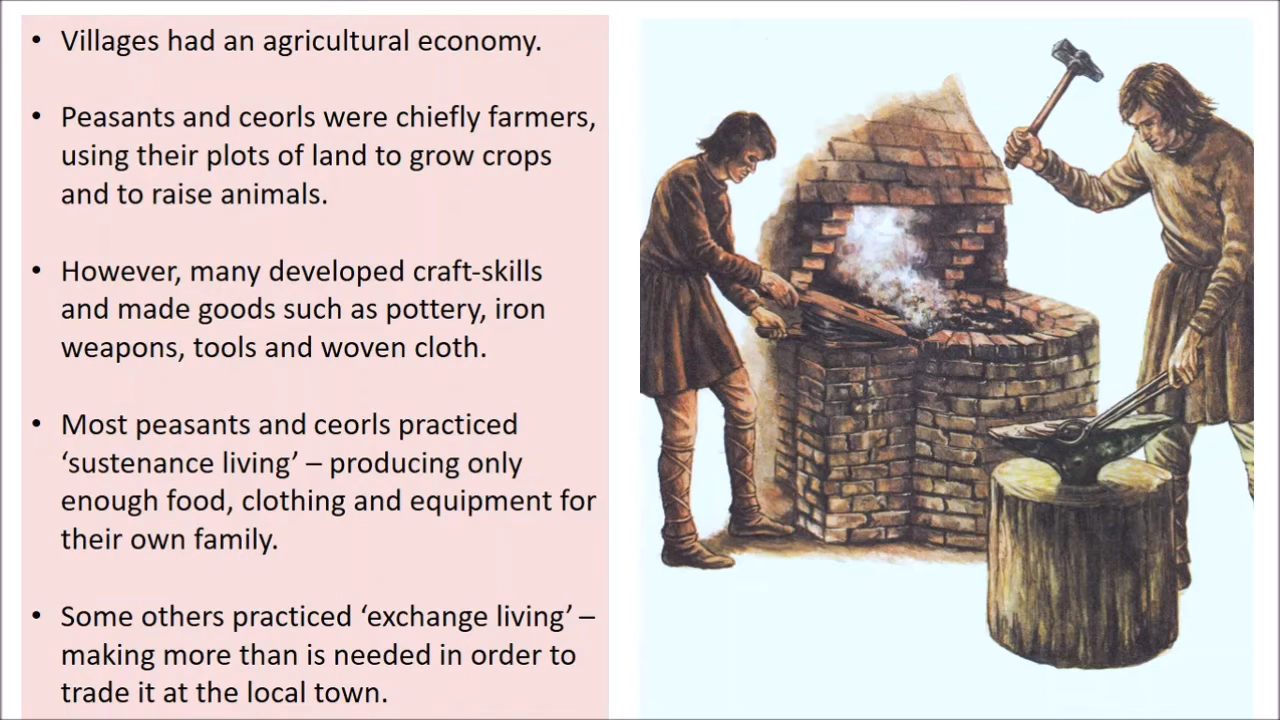 • Villages had an agricultural economy.
• Peasants and ceorls were chiefly farmers,
using their plots of land to grow crops
and to raise animals.
• However, many developed craft-skills
and made goods such as pottery, iron
weapons, tools and woven cloth.
• Most peasants and ceorls practiced
‘sustenance living’ – producing only
enough food, clothing and equipment for
their own family.
• Some others practiced ‘exchange living’ –
making more than is needed in order to
trade it at the local town.